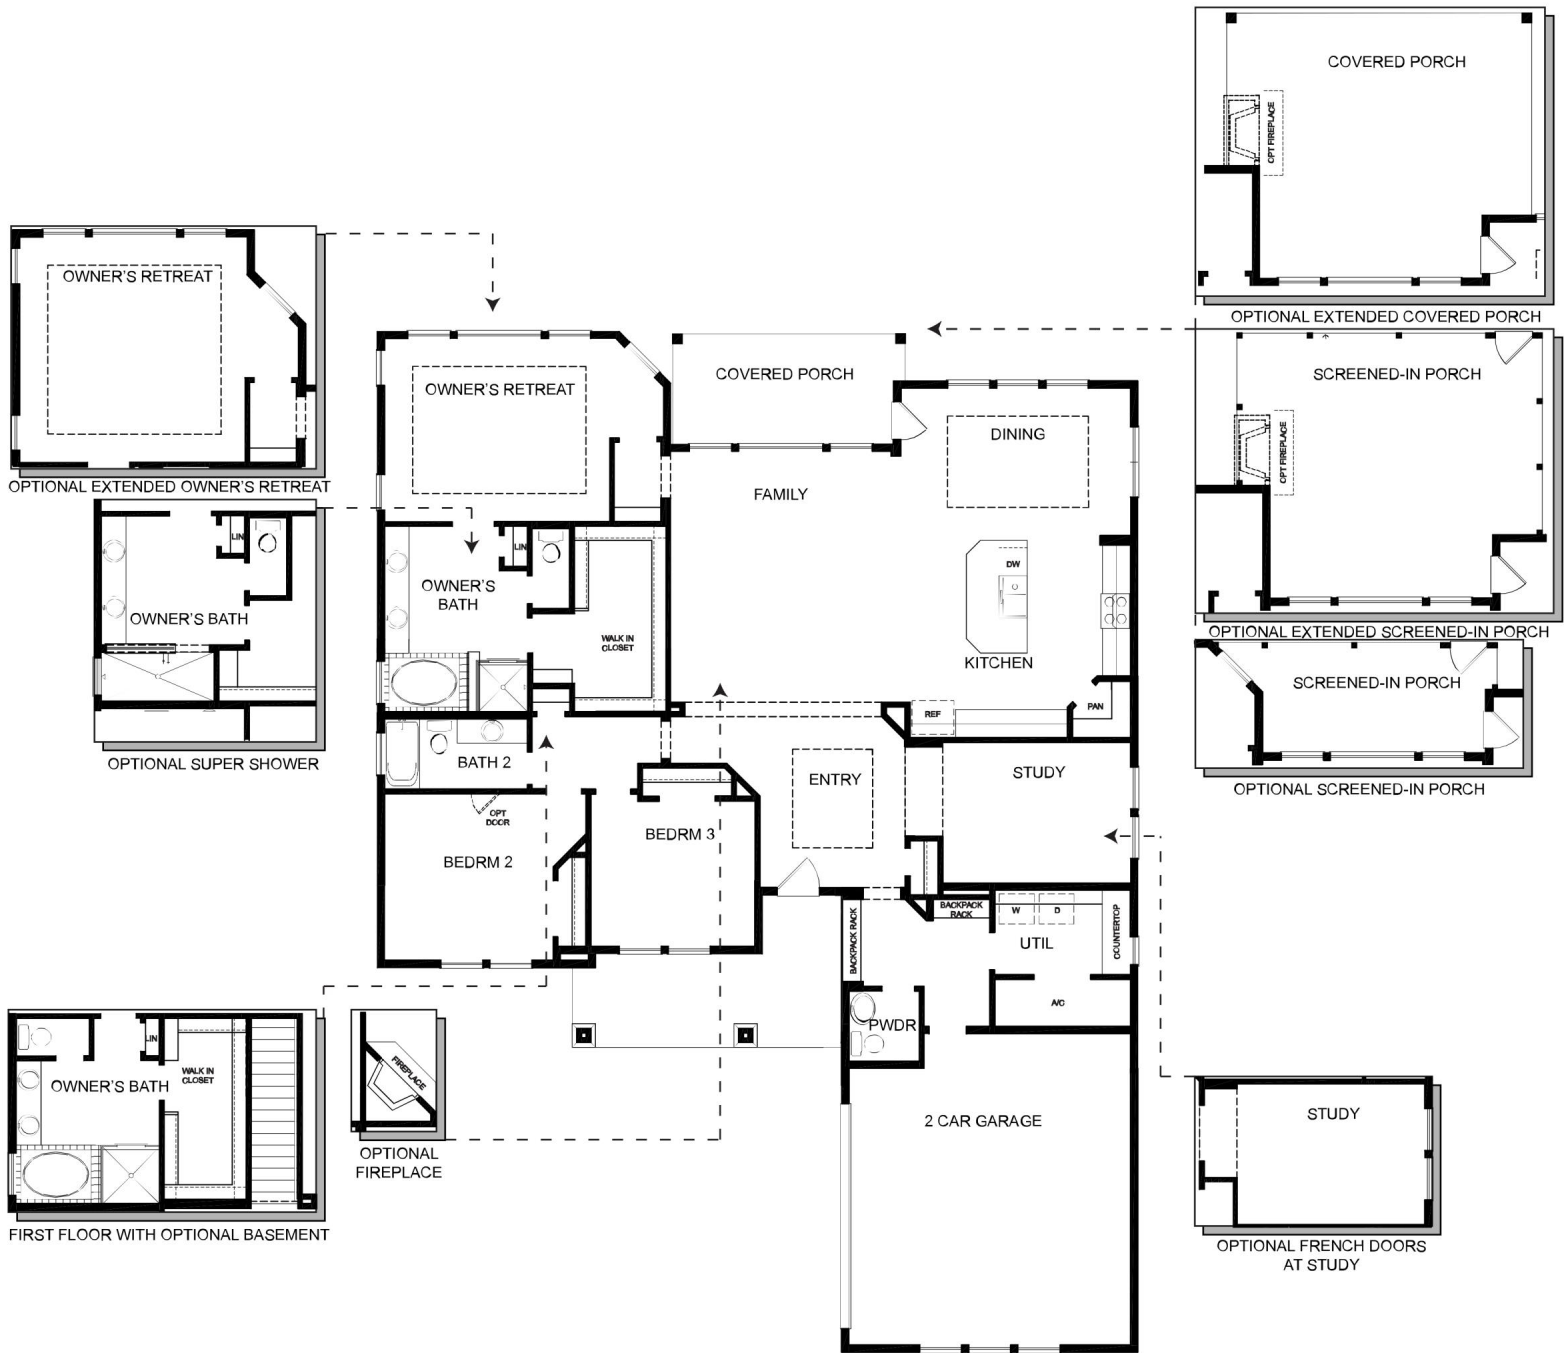 COVERED PORCH
OPT FIREPLACE
OPTIONAL EXTENDED COVERED PORCH
OWNER'S RETREAT
OPTIONAL EXTENDED OWNER'S RETREAT
SCREENED-IN PORCH
OPT FIREPLACE
OPTIONAL EXTENDED SCREENED-IN PORCH
LIN
OWNER'S BATH
OPTIONAL SUPER SHOWER
SCREENED-IN PORCH
OPTIONAL SCREENED-IN PORCH
OWNER'S RETREAT
COVERED PORCH
DINING
FAMILY
LIN
OWNER'S
BATH
WALK IN
CLOSET
DW
KITCHEN
PAN
REF
BATH 2
ENTRY
STUDY
OPT
DOOR
BEDRM 2
BEDRM 3
BACKPACK
RACK
W
D
COUNTERTOP
BACKPACK RACK
UTIL
A/C
PWDR
2 CAR GARAGE
LIN
WALK IN
CLOSET
OWNER'S BATH
FIRST FLOOR WITH OPTIONAL BASEMENT
FIREPLACE
OPTIONAL
FIREPLACE
STUDY
OPTIONAL FRENCH DOORS
AT STUDY